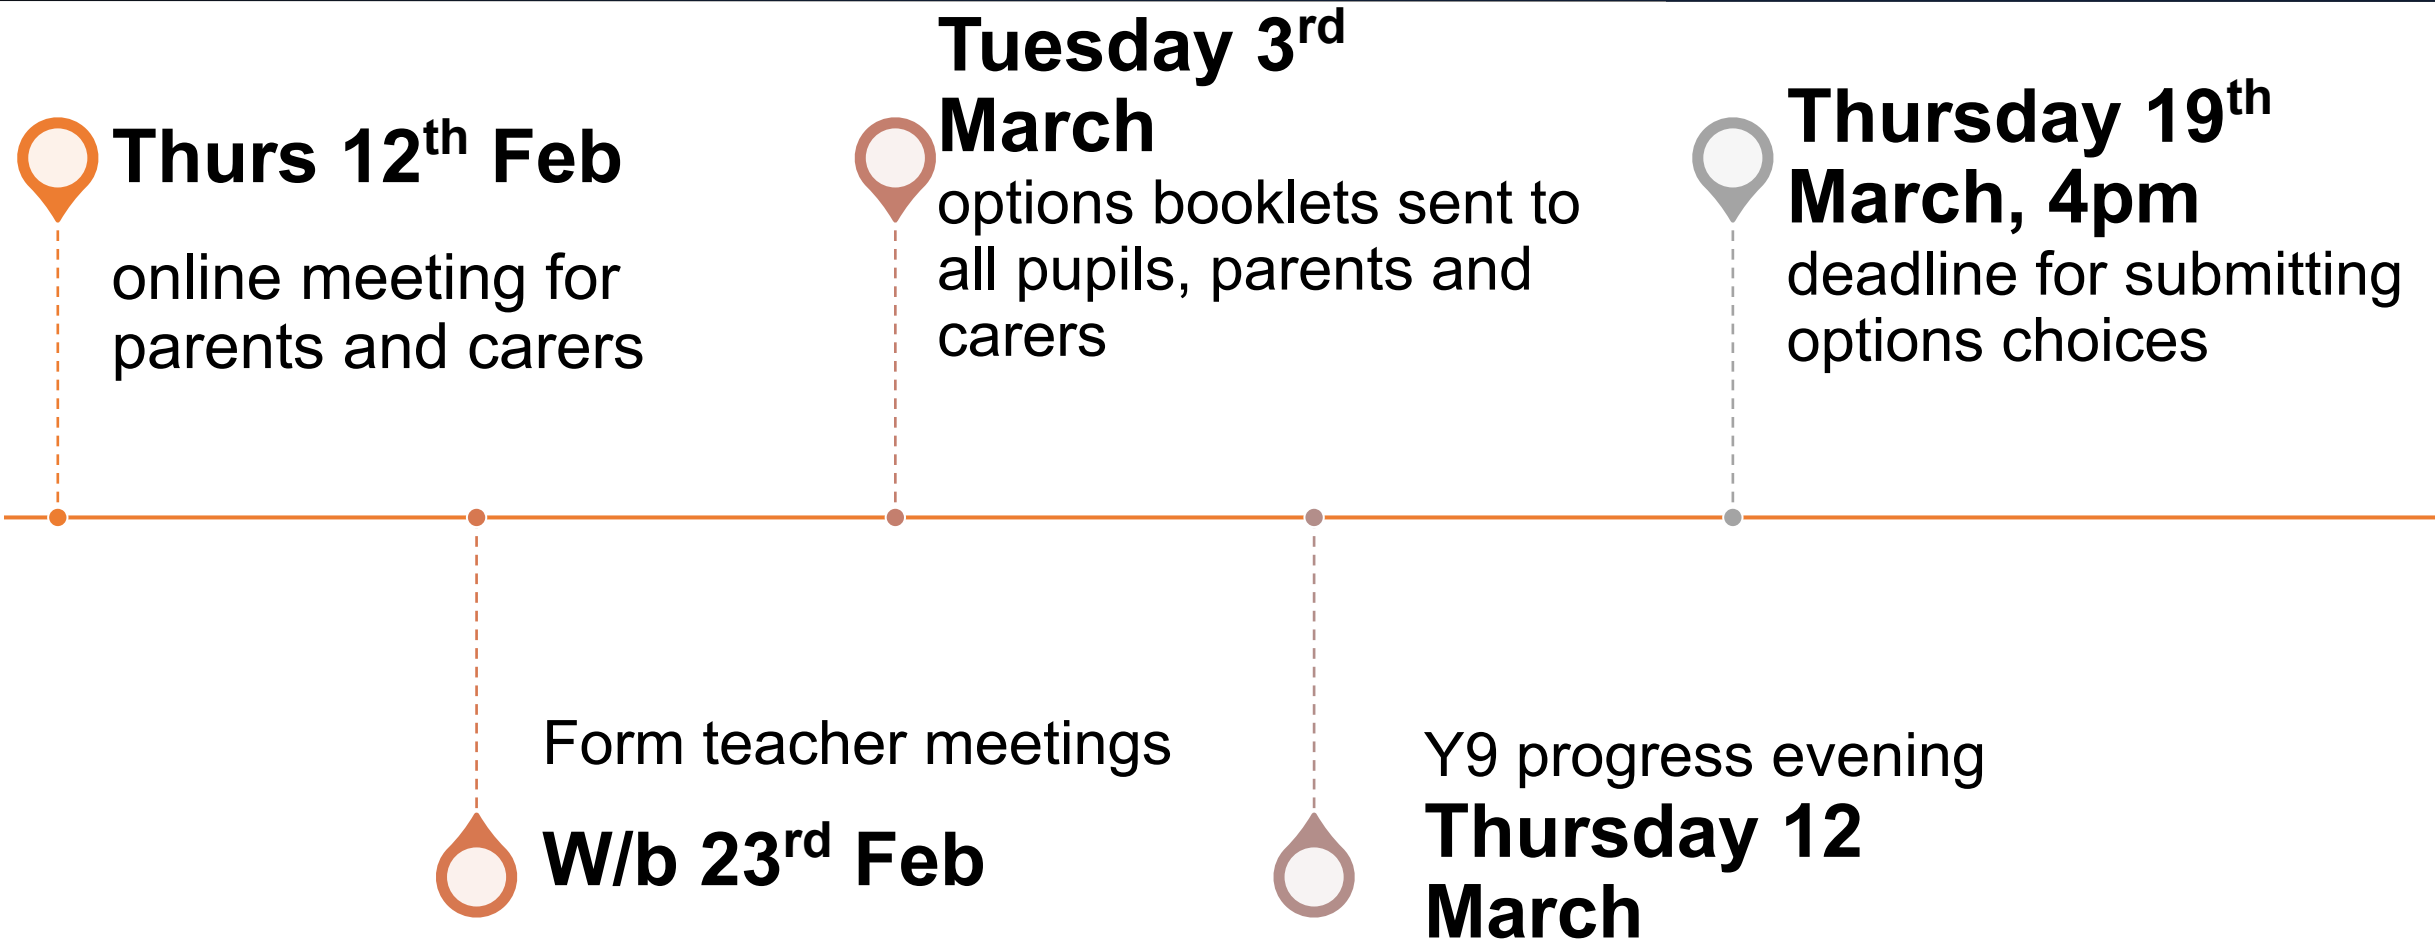 Thurs 12th Feb
online meeting for
parents and carers
Form teacher meetings
W/b 23rd Feb
Tuesday 3rd
March
options booklets sent to
all pupils, parents and
carers
Y9 progress evening
Thursday 12
March
Thursday 19th
March, 4pm
deadline for submitting
options choices